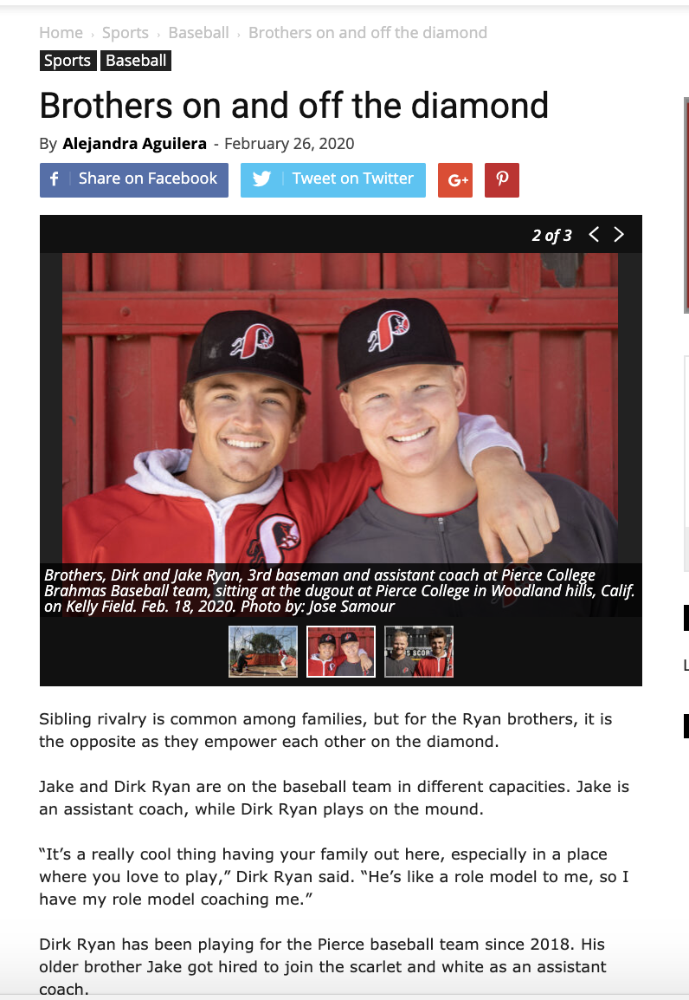 Home › Sports › Baseball › Brothers on and off the diamond
Sports Baseball
Brothers on and off the diamond
By Alejandra Aguilera - February 26, 2020
f Share on Facebook Tweet on Twitter G+
2 of 3
P P
Brothers, Dirk and Jake Ryan, 3rd baseman and assistant coach at Pierce College
Brahmas Baseball team, sitting at the dugout at Pierce College in Woodland hills, Calif.
on Kelly Field. Feb. 18, 2020. Photo by: Jose Samour
Sibling rivalry is common among families, but for the Ryan brothers, it is
the opposite as they empower each other on the diamond.
Jake and Dirk Ryan are on the baseball team in different capacities. Jake is
an assistant coach, while Dirk Ryan plays on the mound.
“It’s a really cool thing having your family out here, especially in a place
where you love to play,” Dirk Ryan said. “He’s like a role model to me, so I
have my role model coaching me.”
Dirk Ryan has been playing for the Pierce baseball team since 2018. His
older brother Jake got hired to join the scarlet and white as an assistant
coach.